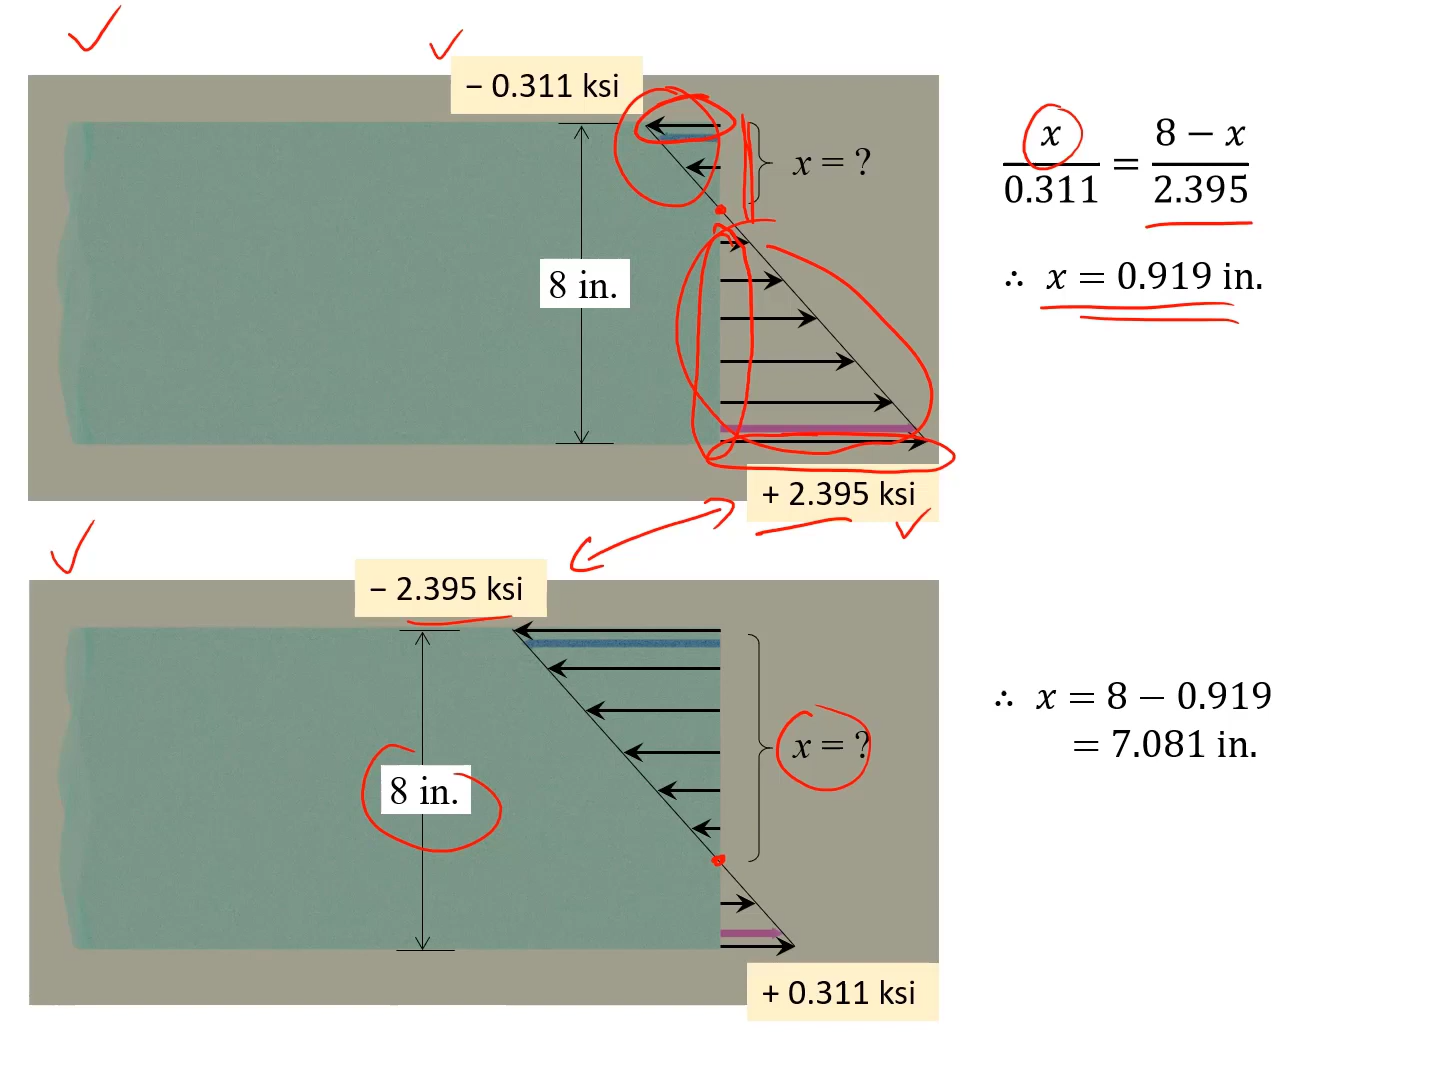 − 0.311 ksi
x = ?
8 in.
+ 2.395 ksi
x/0.311 = 8 − x/2.395
∴ x = 0.919 in.
− 2.395 ksi
8 in.
x = ?
+ 0.311 ksi
∴ x = 8 − 0.919
= 7.081 in.